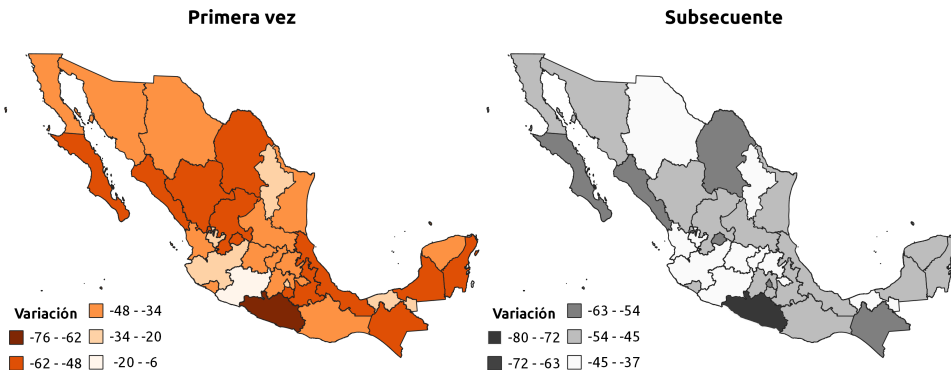 Primera vez
Subsecuente
Variación
-76 - -62
-62 - -48
-48 - -34
-34 - -20
-20 - -6
Variación
-80 - -72
-72 - -63
-63 - -54
-54 - -45
-45 - -37